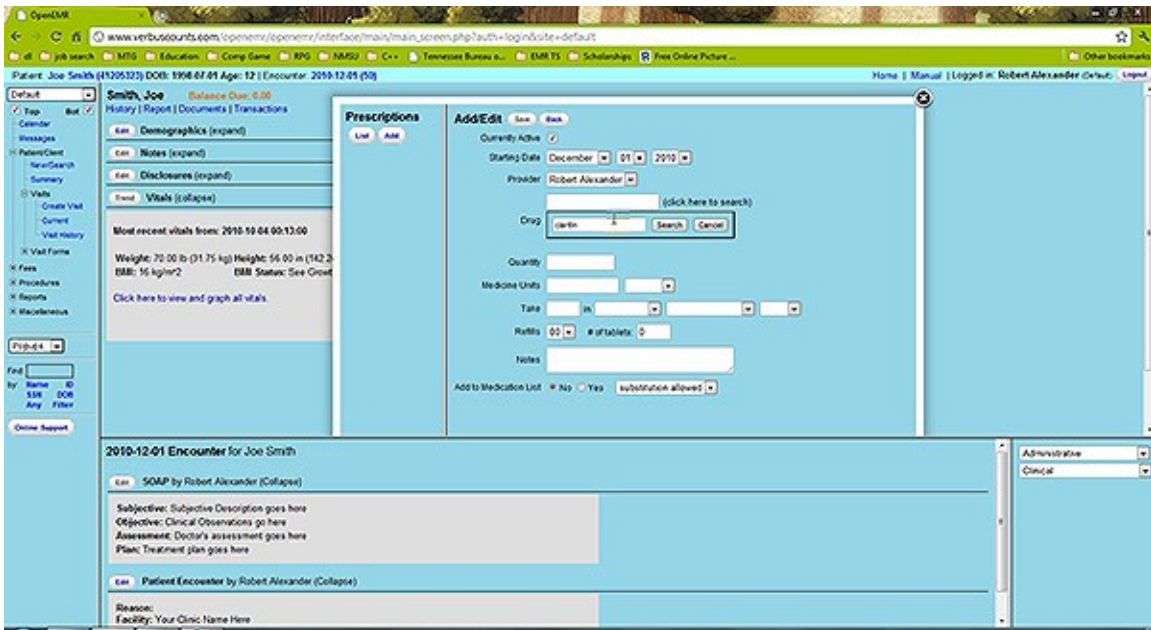 OpenEMR
www.verbuscounts.com/openemr/openemr/interface/main/main_screen.php?auth=login&site=default
job search MTG Education Comp Game RPG NMSU C++ Tennessee Bureau o... EMR TS Scholarships Free Online Picture ... Other bookmarks
Patient: Joe Smith (41205323) DOB: 1998-07-01 Age: 12 | Encounter: 2010-12-01 (50) Home | Manual | Logged in: Robert Alexander (Default) Logout
Default
Top Bot
Calendar
Messages
Patient/Client
New/Search
Summary
Visits
Create Visit
Current
Visit History
Visit Forms
Fees
Procedures
Reports
Miscellaneous
Popups
Find
by: Name ID
SSN DOB
Any Filter
Online Support
Smith, Joe Balance Due: 0.00
History | Report | Documents | Transactions
Edit Demographics (expand)
Edit Notes (expand)
Edit Disclosures (expand)
Trend Vitals (collapse)
Most recent vitals from: 2010-10-04 00:13:00
Weight: 70.00 lb (31.75 kg) Height: 56.00 in (142.2
BMI: 16 kg/m^2 BMI Status: See Growt
Click here to view and graph all vitals.
Prescriptions
List Add
Add/Edit Save Back
Currently Active
Starting Date December 01 2010
Provider Robert Alexander
(click here to search)
Drug claritin Search Cancel
Quantity
Medicine Units
Take in
Refills 00 # of tablets: 0
Notes
Add to Medication List No Yes substitution allowed
2010-12-01 Encounter for Joe Smith
Edit SOAP by Robert Alexander (Collapse)
Subjective: Subjective Description goes here
Objective: Clinical Observations go here
Assessment: Doctor's assessment goes here
Plan: Treatment plan goes here
Edit Patient Encounter by Robert Alexander (Collapse)
Reason:
Facility: Your Clinic Name Here
Administrative
Clinical